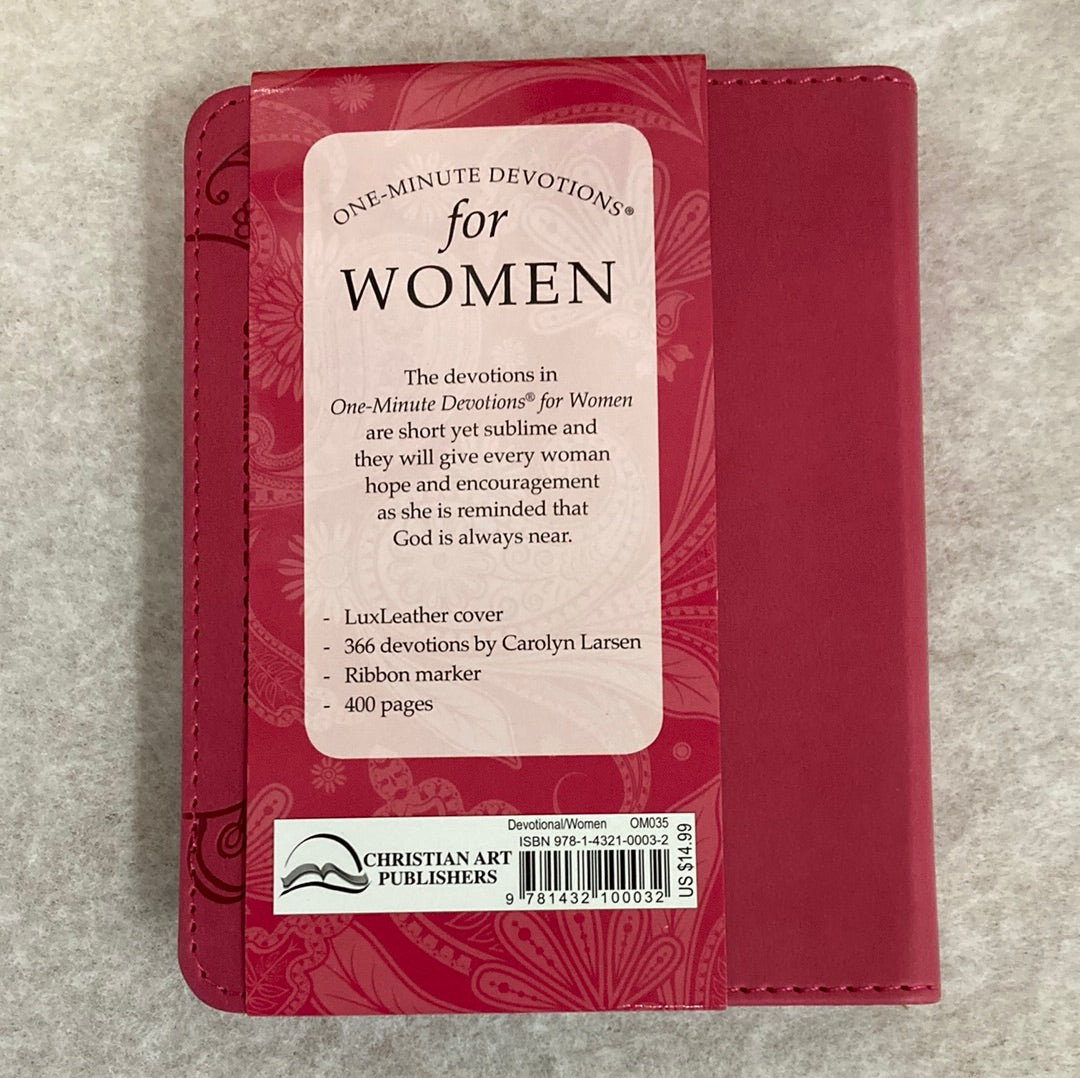 ONE-MINUTE DEVOTIONS®
for
WOMEN
The devotions in
One-Minute Devotions® for Women
are short yet sublime and
they will give every woman
hope and encouragement
as she is reminded that
God is always near.
- LuxLeather cover
- 366 devotions by Carolyn Larsen
- Ribbon marker
- 400 pages
CHRISTIAN ART
PUBLISHERS
Devotional/Women OM035
ISBN 978-1-4321-0003-2
9 781432 100032
US $14.99